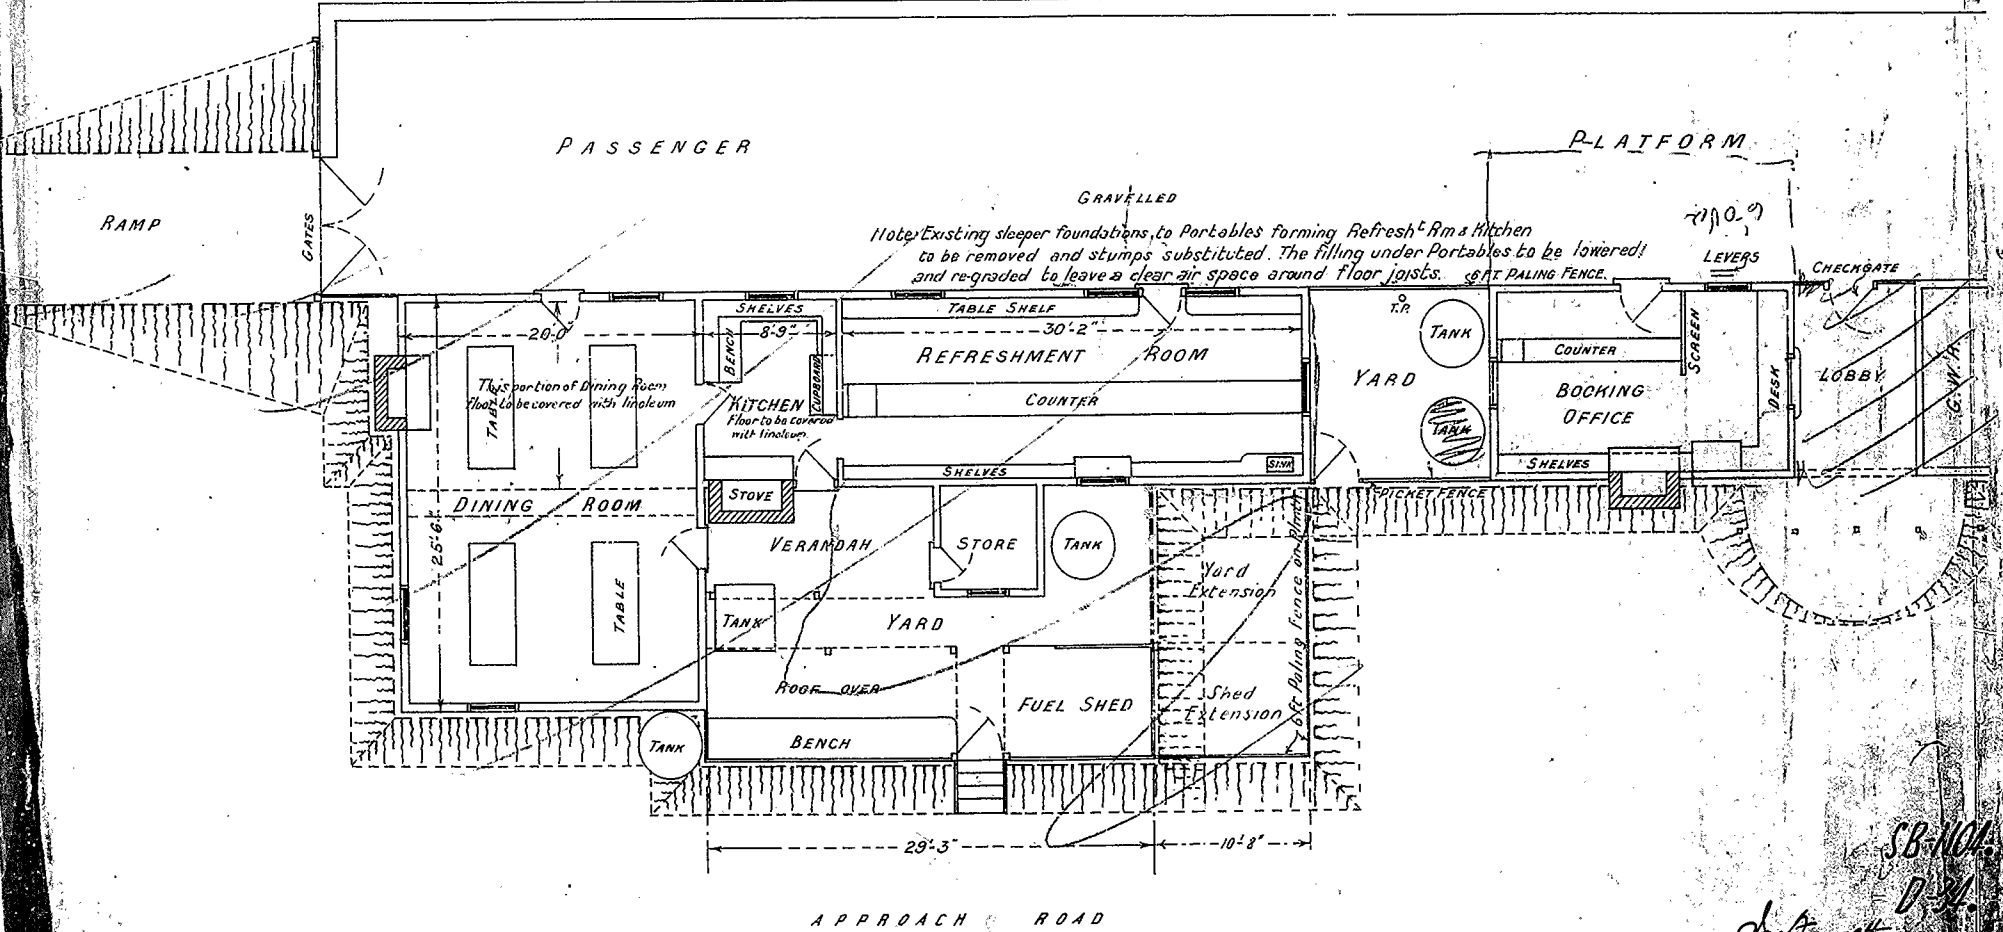 PASSENGER
PLATFORM
RAMP
GATES
GRAVELLED
Note: Existing sleeper foundations, to Portables forming Refresht Rm & Kitchen
to be removed and stumps substituted. The filling under Portables to be lowered
and re-graded to leave a clear air space around floor joists.
6FT PALING FENCE.
LEVERS
CHECKGATE
SHELVES
TABLE SHELF
T.P.
TANK
20'-0"
8'-9"
30'-2"
BENCH
CUPBOARD
REFRESHMENT ROOM
COUNTER
YARD
COUNTER
SCREEN
DESK
LOBBY
G.W.R.
This portion of Dining Room
floor to be covered with linoleum
TABLE
KITCHEN
Floor to be covered
with linoleum
BOOKING
OFFICE
TANK
SHELVES
SINK
SHELVES
STOVE
PICKET FENCE
DINING ROOM
25'-6"
VERANDAH
STORE
TANK
Yard
Extension
6ft Paling Fence on Plinth
TABLE
TANK
YARD
ROOF OVER
FUEL SHED
Shed
Extension
TANK
BENCH
29'-3"
10'-8"
SB-1104.
D-34.
APPROACH ROAD